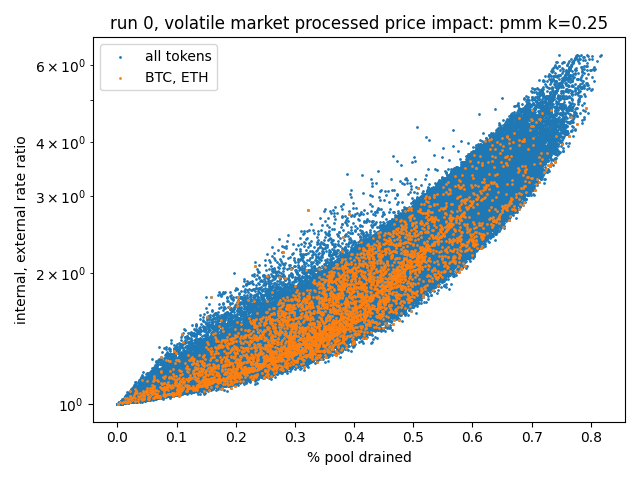 run 0, volatile market processed price impact: pmm k=0.25
all tokens
BTC, ETH
internal, external rate ratio
6 × 10⁰
4 × 10⁰
3 × 10⁰
2 × 10⁰
10⁰
0.0 0.1 0.2 0.3 0.4 0.5 0.6 0.7 0.8
% pool drained